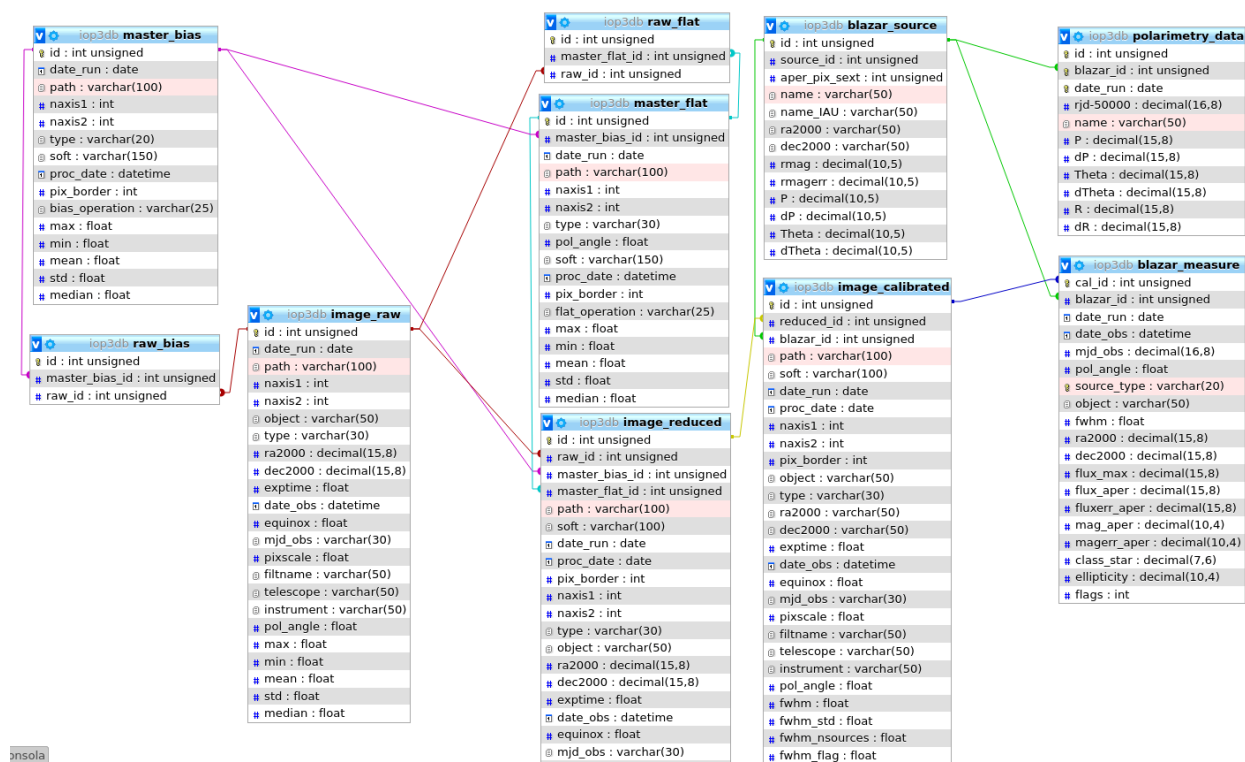 iop3db master_bias
id : int unsigned
date_run : date
path : varchar(100)
naxis1 : int
naxis2 : int
type : varchar(20)
soft : varchar(150)
proc_date : datetime
pix_border : int
bias_operation : varchar(25)
max : float
min : float
mean : float
std : float
median : float
iop3db raw_bias
id : int unsigned
master_bias_id : int unsigned
raw_id : int unsigned
iop3db image_raw
id : int unsigned
date_run : date
path : varchar(100)
naxis1 : int
naxis2 : int
object : varchar(50)
type : varchar(30)
ra2000 : decimal(15,8)
dec2000 : decimal(15,8)
exptime : float
date_obs : datetime
equinox : float
mjd_obs : varchar(30)
pixscale : float
filtname : varchar(50)
telescope : varchar(50)
instrument : varchar(50)
pol_angle : float
max : float
min : float
mean : float
std : float
median : float
iop3db raw_flat
id : int unsigned
master_flat_id : int unsigned
raw_id : int unsigned
iop3db master_flat
id : int unsigned
master_bias_id : int unsigned
date_run : date
path : varchar(100)
naxis1 : int
naxis2 : int
type : varchar(30)
pol_angle : float
soft : varchar(150)
proc_date : datetime
pix_border : int
flat_operation : varchar(25)
max : float
min : float
mean : float
std : float
median : float
iop3db image_reduced
id : int unsigned
raw_id : int unsigned
master_bias_id : int unsigned
master_flat_id : int unsigned
path : varchar(100)
soft : varchar(100)
date_run : date
proc_date : date
pix_border : int
naxis1 : int
naxis2 : int
type : varchar(30)
object : varchar(50)
ra2000 : decimal(15,8)
dec2000 : decimal(15,8)
exptime : float
date_obs : datetime
equinox : float
mjd_obs : varchar(30)
iop3db blazar_source
id : int unsigned
source_id : int unsigned
aper_pix_sext : int unsigned
name : varchar(50)
name_IAU : varchar(50)
ra2000 : varchar(50)
dec2000 : varchar(50)
rmag : decimal(10,5)
rmagerr : decimal(10,5)
P : decimal(10,5)
dP : decimal(10,5)
Theta : decimal(10,5)
dTheta : decimal(10,5)
iop3db image_calibrated
id : int unsigned
reduced_id : int unsigned
blazar_id : int unsigned
path : varchar(100)
soft : varchar(100)
date_run : date
proc_date : date
naxis1 : int
naxis2 : int
pix_border : int
object : varchar(50)
type : varchar(30)
ra2000 : varchar(50)
dec2000 : varchar(50)
exptime : float
date_obs : datetime
equinox : float
mjd_obs : varchar(30)
pixscale : float
filtname : varchar(50)
telescope : varchar(50)
instrument : varchar(50)
pol_angle : float
fwhm : float
fwhm_std : float
fwhm_nsources : float
fwhm_flag : float
iop3db polarimetry_data
id : int unsigned
blazar_id : int unsigned
date_run : date
rjd-50000 : decimal(16,8)
name : varchar(50)
P : decimal(15,8)
dP : decimal(15,8)
Theta : decimal(15,8)
dTheta : decimal(15,8)
R : decimal(15,8)
dR : decimal(15,8)
iop3db blazar_measure
cal_id : int unsigned
blazar_id : int unsigned
date_run : date
date_obs : datetime
mjd_obs : decimal(16,8)
pol_angle : float
source_type : varchar(20)
object : varchar(50)
fwhm : float
ra2000 : decimal(15,8)
dec2000 : decimal(15,8)
flux_max : decimal(15,8)
flux_aper : decimal(15,8)
fluxerr_aper : decimal(15,8)
mag_aper : decimal(10,4)
magerr_aper : decimal(10,4)
class_star : decimal(7,6)
ellipticity : decimal(10,4)
flags : int
onsola